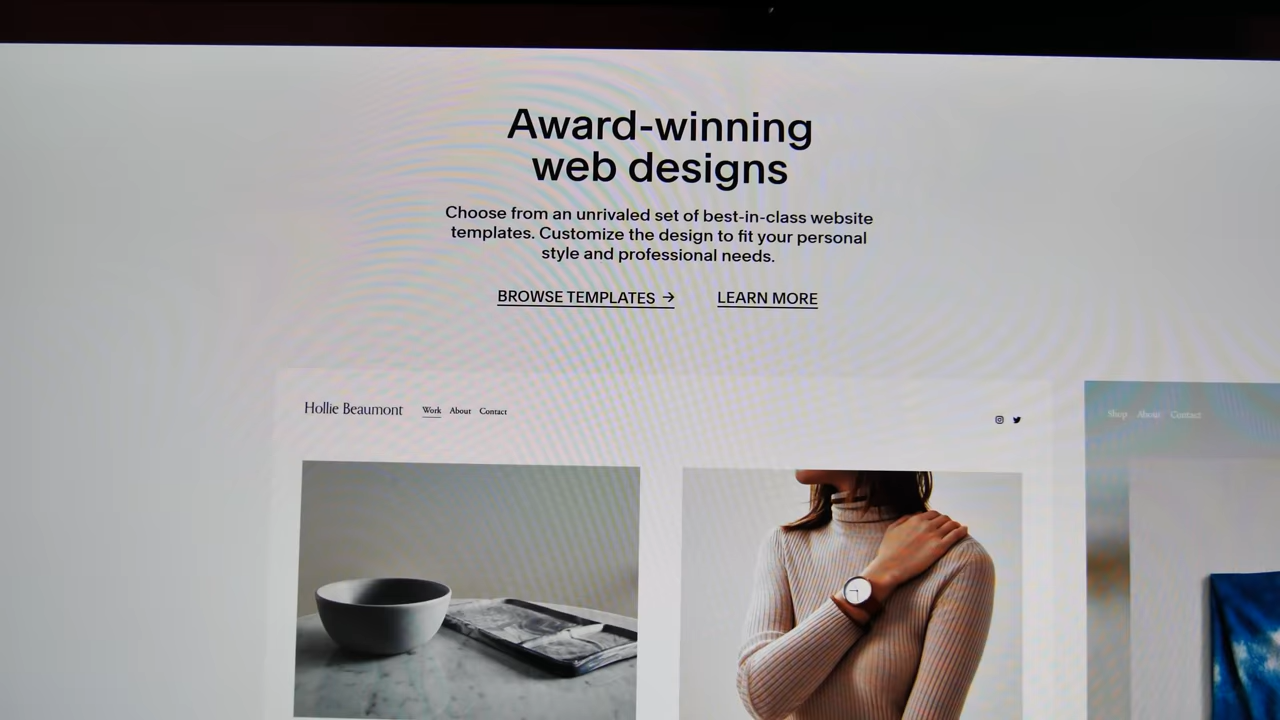 Award-winning
web designs
Choose from an unrivaled set of best-in-class website
templates. Customize the design to fit your personal
style and professional needs.
BROWSE TEMPLATES → LEARN MORE
Hollie Beaumont Work About Contact
Shop About Contact